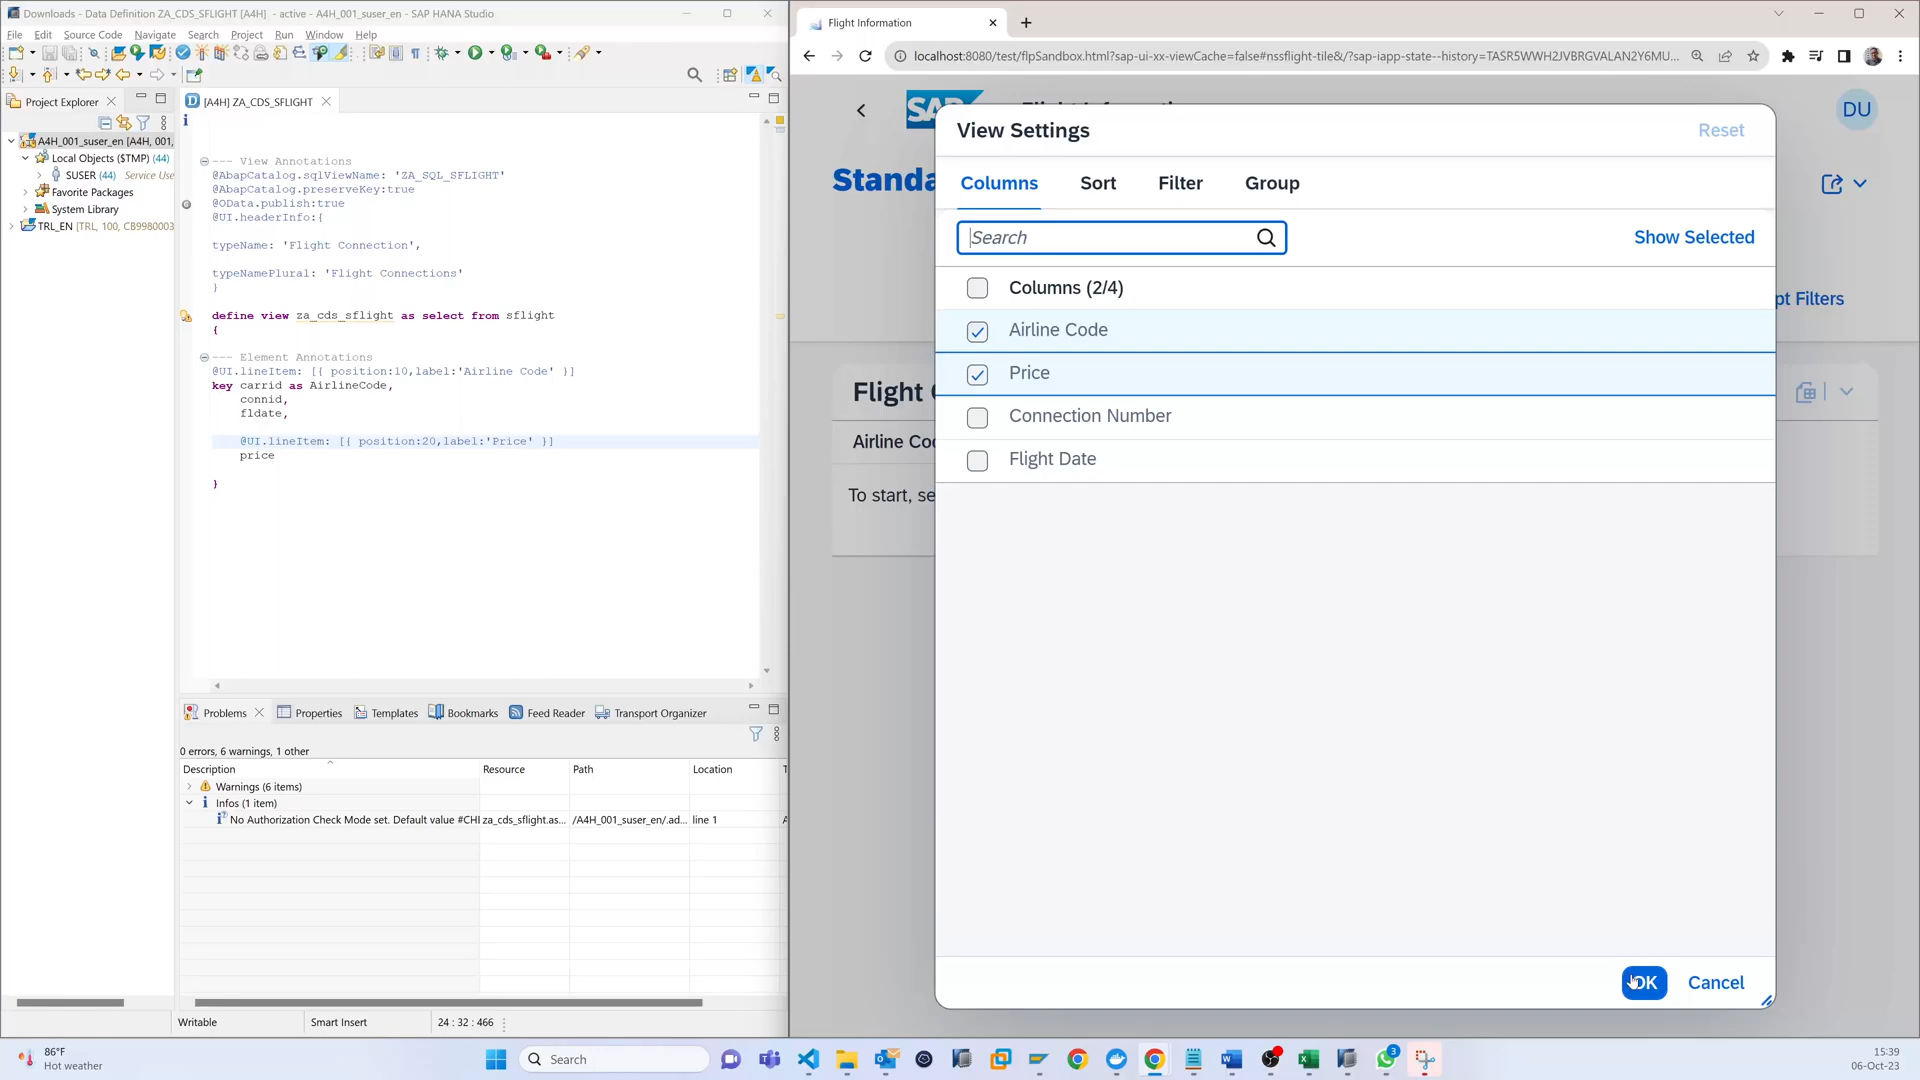 Downloads - Data Definition ZA_CDS_SFLIGHT [A4H] - active - A4H_001_suser_en - SAP HANA Studio
File Edit Source Code Navigate Search Project Run Window Help
Project Explorer
A4H_001_suser_en [A4H, 001,
Local Objects ($TMP) (44)
SUSER (44) Service Use
Favorite Packages
System Library
TRL_EN [TRL, 100, CB9980003
[A4H] ZA_CDS_SFLIGHT
--- View Annotations
@AbapCatalog.sqlViewName: 'ZA_SQL_SFLIGHT'
@AbapCatalog.preserveKey:true
@OData.publish:true
@UI.headerInfo:{
typeName: 'Flight Connection',
typeNamePlural: 'Flight Connections'
}
define view za_cds_sflight as select from sflight
{
--- Element Annotations
@UI.lineItem: [{ position:10,label:'Airline Code' }]
key carrid as AirlineCode,
connid,
fldate,
@UI.lineItem: [{ position:20,label:'Price' }]
price
}
Problems Properties Templates Bookmarks Feed Reader Transport Organizer
0 errors, 6 warnings, 1 other
Description Resource Path Location T
Warnings (6 items)
Infos (1 item)
No Authorization Check Mode set. Default value #CHE za_cds_sflight.as... /A4H_001_suser_en/.ad... line 1 A
Writable Smart Insert 24 : 32 : 466
Flight Information
localhost:8080/test/flpSandbox.html?sap-ui-xx-viewCache=false#nssflight-tile&/?sap-iapp-state--history=TASR5WWH2JVBRGVALAN2Y6MU...
DU
Standa
pt Filters
Flight
Airline Co
To start, se
View Settings
Reset
Columns Sort Filter Group
Search
Show Selected
Columns (2/4)
Airline Code
Price
Connection Number
Flight Date
OK Cancel
86°F
Hot weather
Search
3
15:39
06-Oct-23